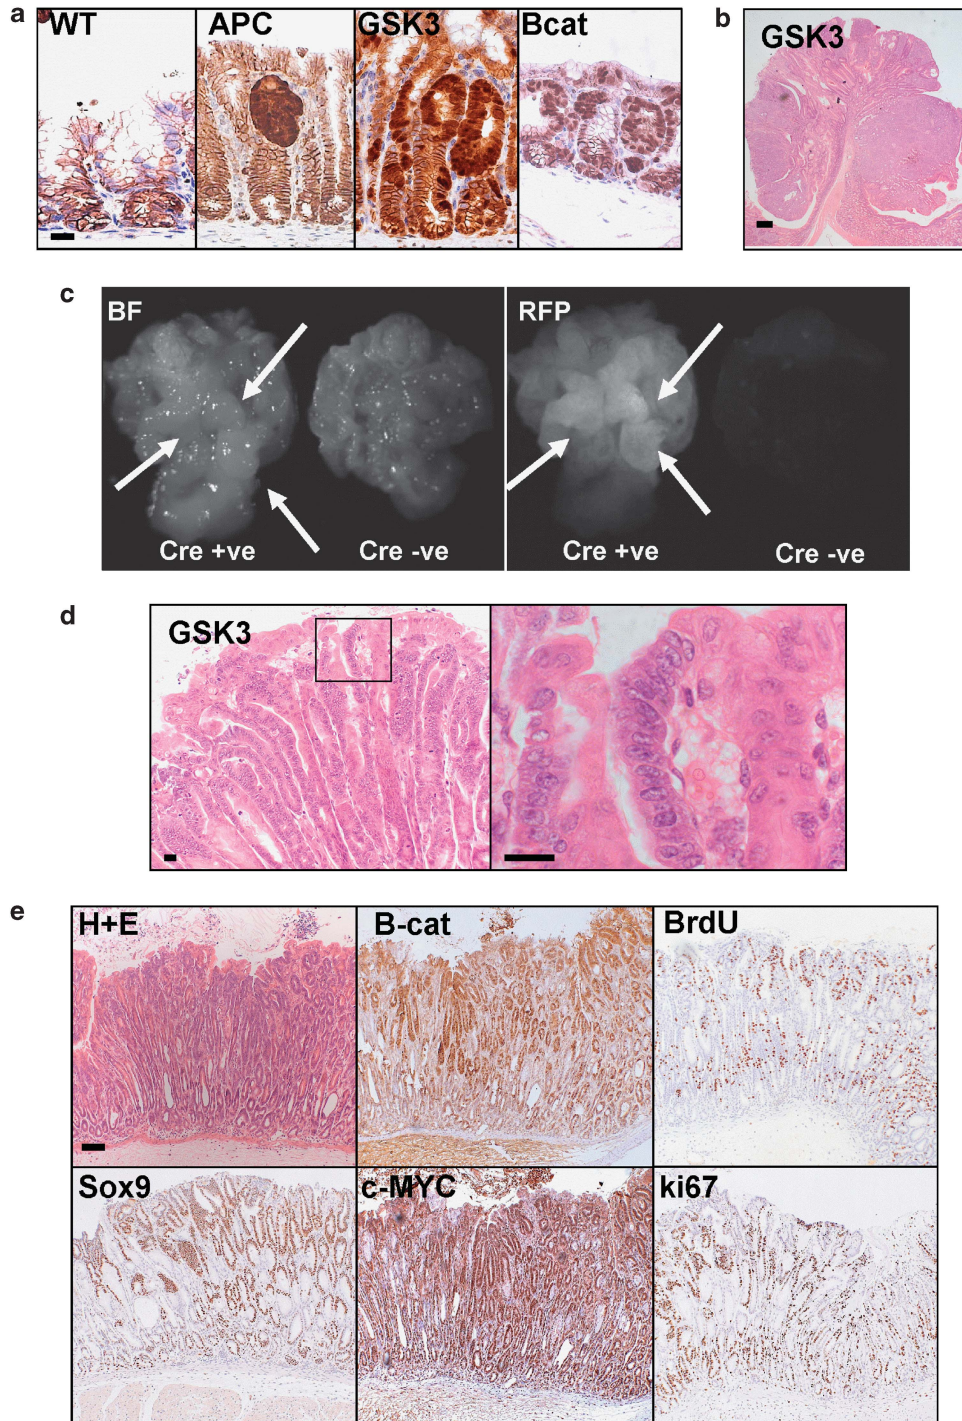 a
WT
APC
GSK3
Bcat
b
GSK3
c
BF
Cre +ve
Cre -ve
RFP
Cre +ve
Cre -ve
d
GSK3
e
H+E
B-cat
BrdU
Sox9
c-MYC
ki67